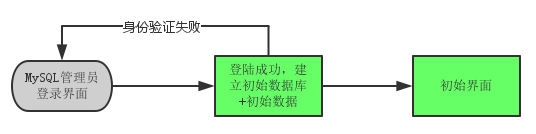 身份验证失败
MySQL管理员
登录界面
登陆成功，建
立初始数据库
+初始数据
初始界面